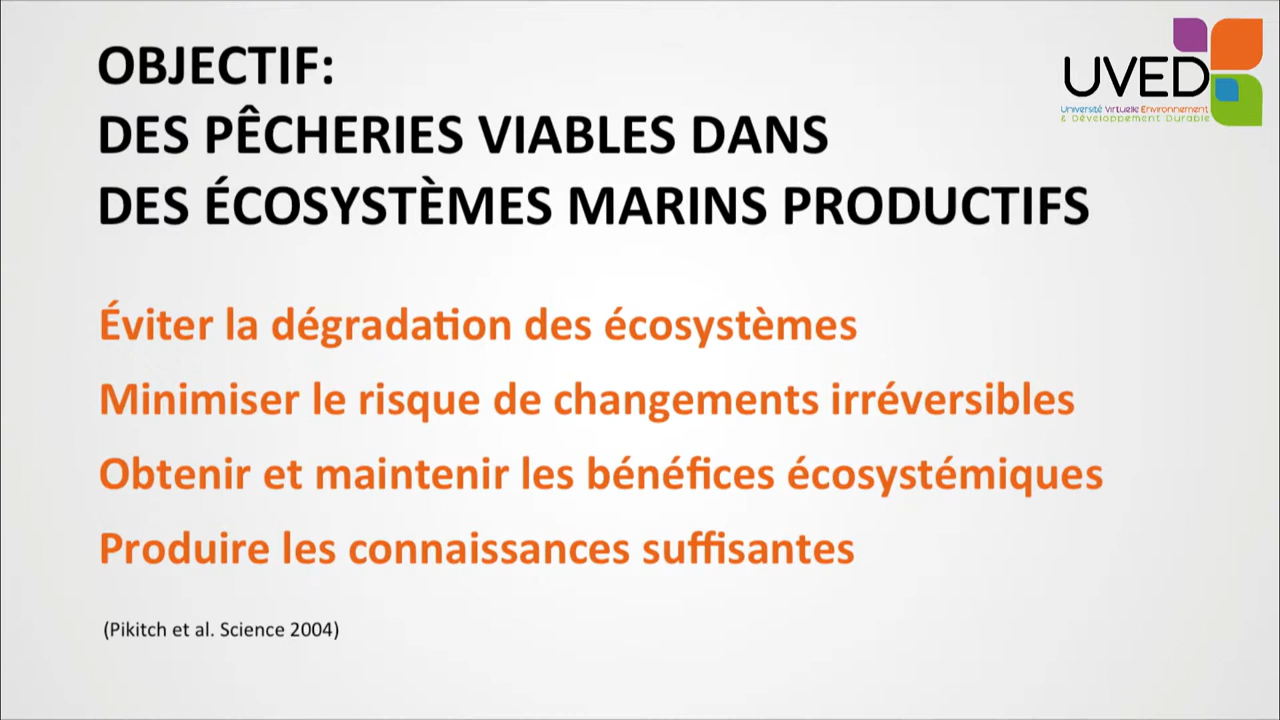 OBJECTIF:
DES PÊCHERIES VIABLES DANS
DES ÉCOSYSTÈMES MARINS PRODUCTIFS
UVED
Université Virtuelle Environnement
& Développement Durable
Éviter la dégradation des écosystèmes
Minimiser le risque de changements irréversibles
Obtenir et maintenir les bénéfices écosystémiques
Produire les connaissances suffisantes
(Pikitch et al. Science 2004)